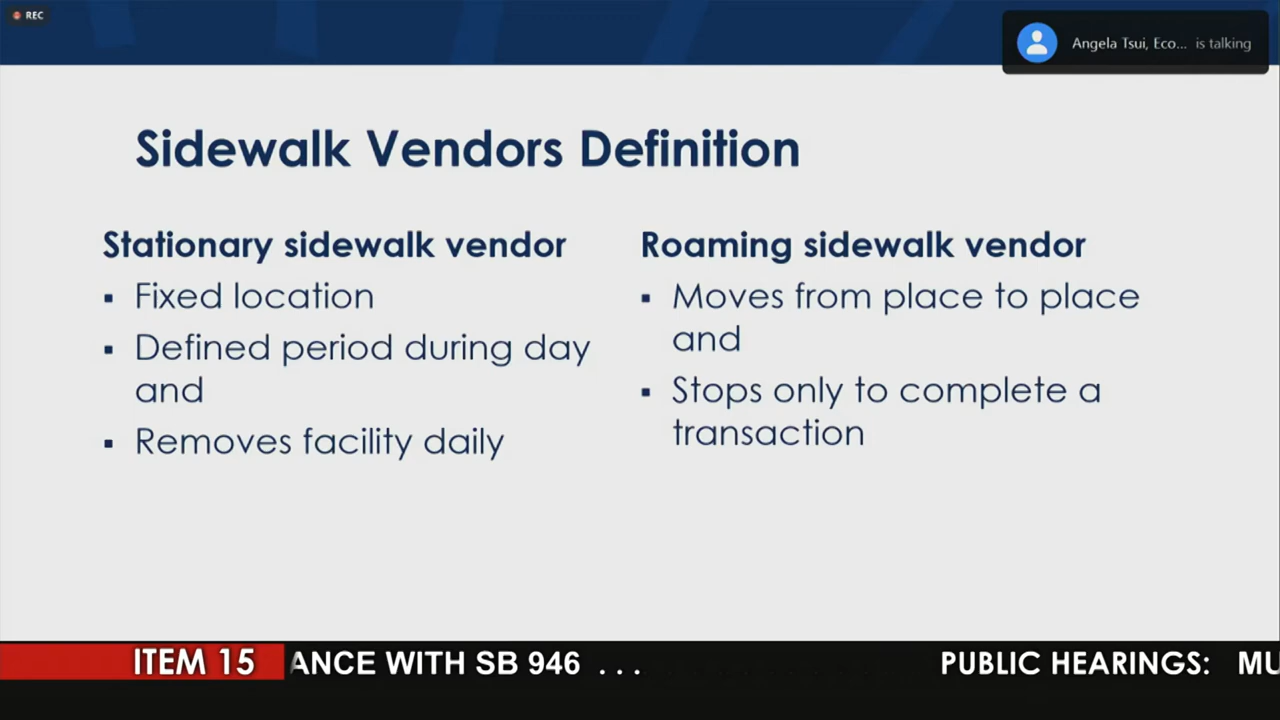 REC
Angela Tsui, Eco... is talking
Sidewalk Vendors Definition
Stationary sidewalk vendor
▪ Fixed location
▪ Defined period during day
and
▪ Removes facility daily
Roaming sidewalk vendor
▪ Moves from place to place
and
▪ Stops only to complete a
transaction
ITEM 15 ANCE WITH SB 946 ... PUBLIC HEARINGS: MU